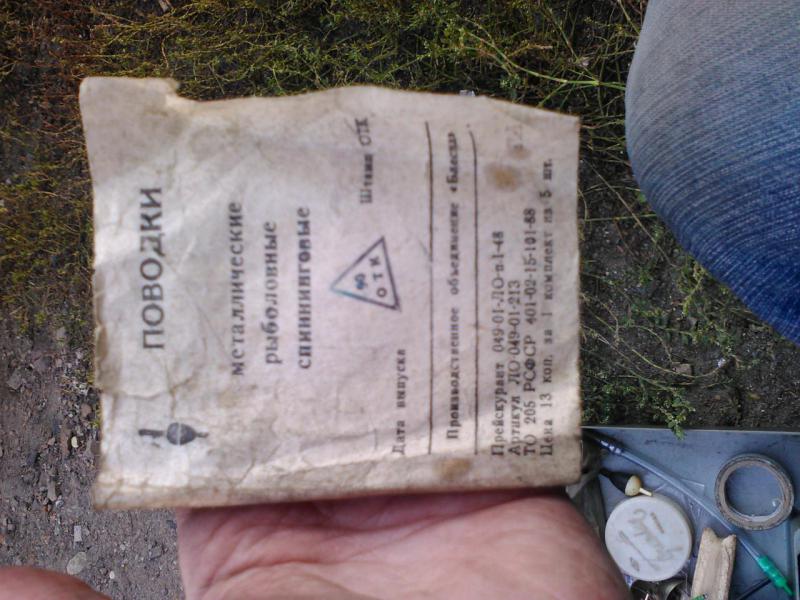 ПОВОДКИ
металлические
рыболовные
спиннинговые
Дата выпуска
Штамп ОТК
ОТК
Производственное объединение «Блесна»
Прейскурант 049-01-ЛО-п.1-48
Артикул ЛО-049-01-213
ТО 205 РСФСР 401-02-15-101-88
Цена 13 коп. за 1 комплект из 5 шт.